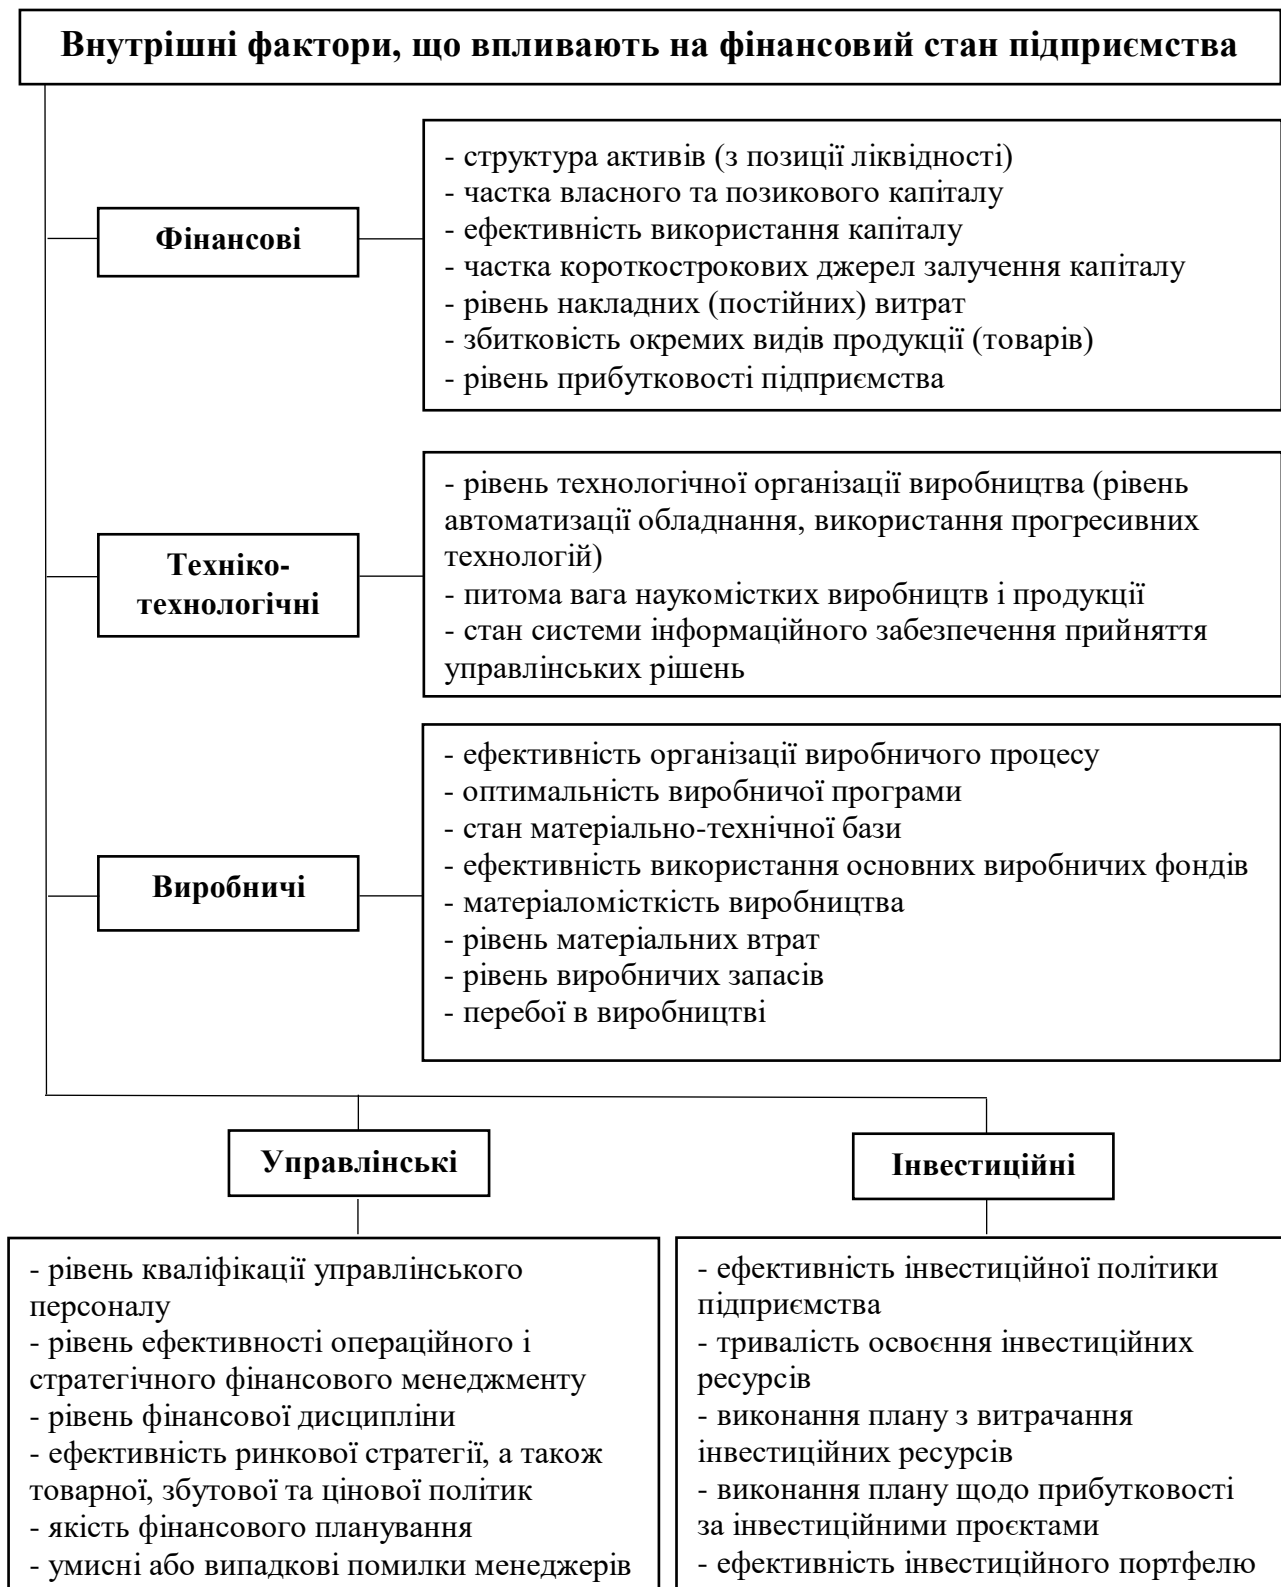 Внутрішні фактори, що впливають на фінансовий стан підприємства
Фінансові
- структура активів (з позиції ліквідності)
- частка власного та позикового капіталу
- ефективність використання капіталу
- частка короткострокових джерел залучення капіталу
- рівень накладних (постійних) витрат
- збитковість окремих видів продукції (товарів)
- рівень прибутковості підприємства
Техніко-
технологічні
- рівень технологічної організації виробництва (рівень
автоматизації обладнання, використання прогресивних
технологій)
- питома вага наукомістких виробництв і продукції
- стан системи інформаційного забезпечення прийняття
управлінських рішень
Виробничі
- ефективність організації виробничого процесу
- оптимальність виробничої програми
- стан матеріально-технічної бази
- ефективність використання основних виробничих фондів
- матеріаломісткість виробництва
- рівень матеріальних втрат
- рівень виробничих запасів
- перебої в виробництві
Управлінські
- рівень кваліфікації управлінського
персоналу
- рівень ефективності операційного і
стратегічного фінансового менеджменту
- рівень фінансової дисципліни
- ефективність ринкової стратегії, а також
товарної, збутової та цінової політик
- якість фінансового планування
- умисні або випадкові помилки менеджерів
Інвестиційні
- ефективність інвестиційної політики
підприємства
- тривалість освоєння інвестиційних
ресурсів
- виконання плану з витрачання
інвестиційних ресурсів
- виконання плану щодо прибутковості
за інвестиційними проєктами
- ефективність інвестиційного портфелю